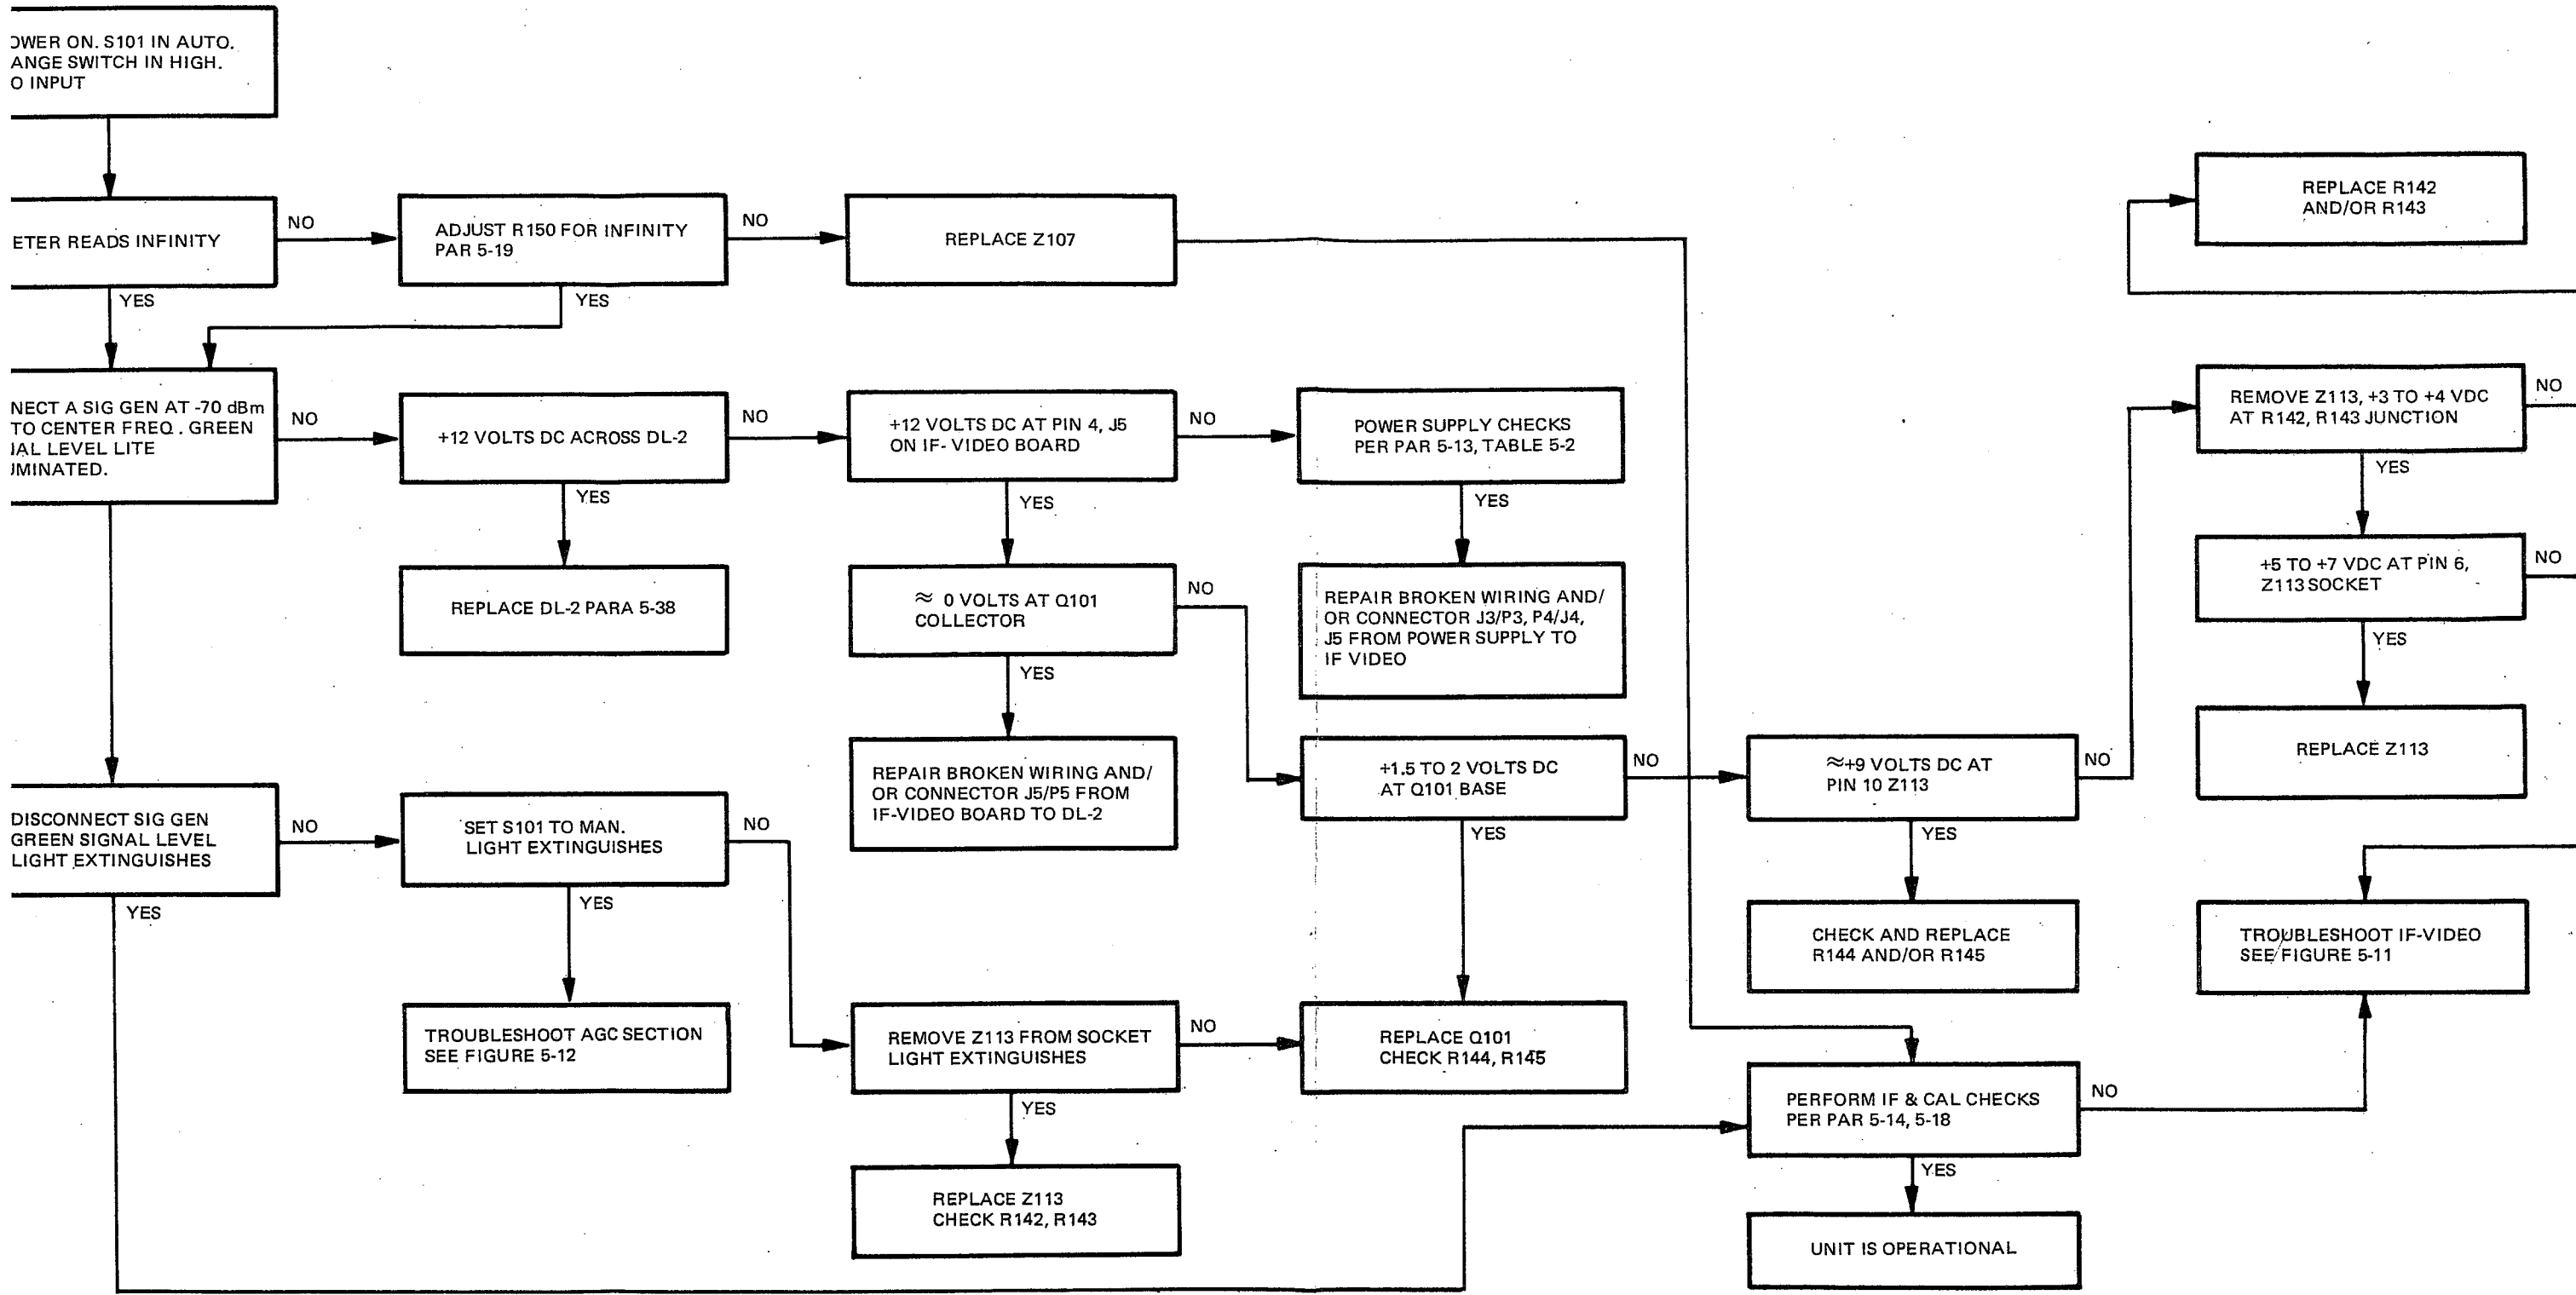 OWER ON. S101 IN AUTO.
ANGE SWITCH IN HIGH.
O INPUT
ETER READS INFINITY
NO
YES
ADJUST R150 FOR INFINITY
PAR 5-19
NO
YES
REPLACE Z107
REPLACE R142
AND/OR R143
NECT A SIG GEN AT -70 dBm
TO CENTER FREQ. GREEN
NAL LEVEL LITE
UMINATED.
NO
+12 VOLTS DC ACROSS DL-2
NO
YES
REPLACE DL-2 PARA 5-38
+12 VOLTS DC AT PIN 4, J5
ON IF- VIDEO BOARD
NO
YES
POWER SUPPLY CHECKS
PER PAR 5-13, TABLE 5-2
YES
REPAIR BROKEN WIRING AND/
OR CONNECTOR J3/P3, P4/J4,
J5 FROM POWER SUPPLY TO
IF VIDEO
≈ 0 VOLTS AT Q101
COLLECTOR
NO
YES
REPAIR BROKEN WIRING AND/
OR CONNECTOR J5/P5 FROM
IF-VIDEO BOARD TO DL-2
REMOVE Z113, +3 TO +4 VDC
AT R142, R143 JUNCTION
NO
YES
+5 TO +7 VDC AT PIN 6,
Z113 SOCKET
NO
YES
REPLACE Z113
+1.5 TO 2 VOLTS DC
AT Q101 BASE
NO
YES
≈+9 VOLTS DC AT
PIN 10 Z113
NO
YES
CHECK AND REPLACE
R144 AND/OR R145
DISCONNECT SIG GEN
GREEN SIGNAL LEVEL
LIGHT EXTINGUISHES
NO
YES
SET S101 TO MAN.
LIGHT EXTINGUISHES
NO
YES
TROUBLESHOOT AGC SECTION
SEE FIGURE 5-12
REMOVE Z113 FROM SOCKET
LIGHT EXTINGUISHES
NO
YES
REPLACE Z113
CHECK R142, R143
REPLACE Q101
CHECK R144, R145
TROUBLESHOOT IF-VIDEO
SEE FIGURE 5-11
PERFORM IF & CAL CHECKS
PER PAR 5-14, 5-18
NO
YES
UNIT IS OPERATIONAL